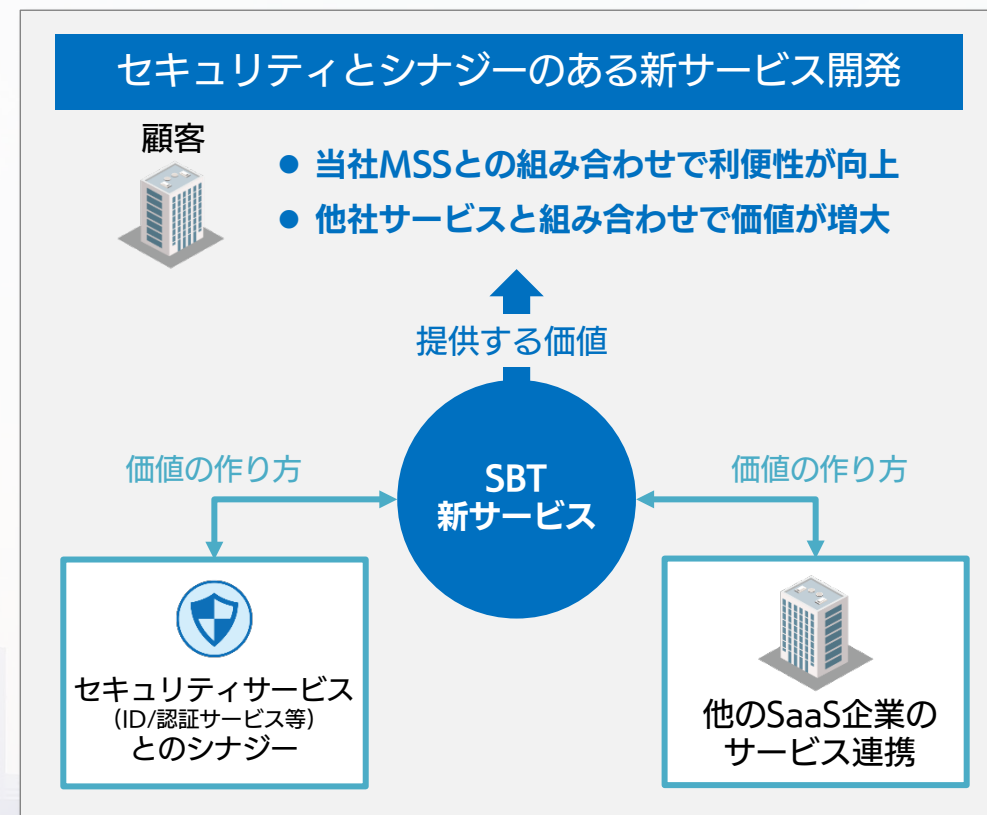 セキュリティとシナジーのある新サービス開発
顧客
● 当社MSSとの組み合わせで利便性が向上
● 他社サービスと組み合わせで価値が増大
提供する価値
価値の作り方
価値の作り方
SBT
新サービス
セキュリティサービス
（ID/認証サービス等）
とのシナジー
他のSaaS企業の
サービス連携